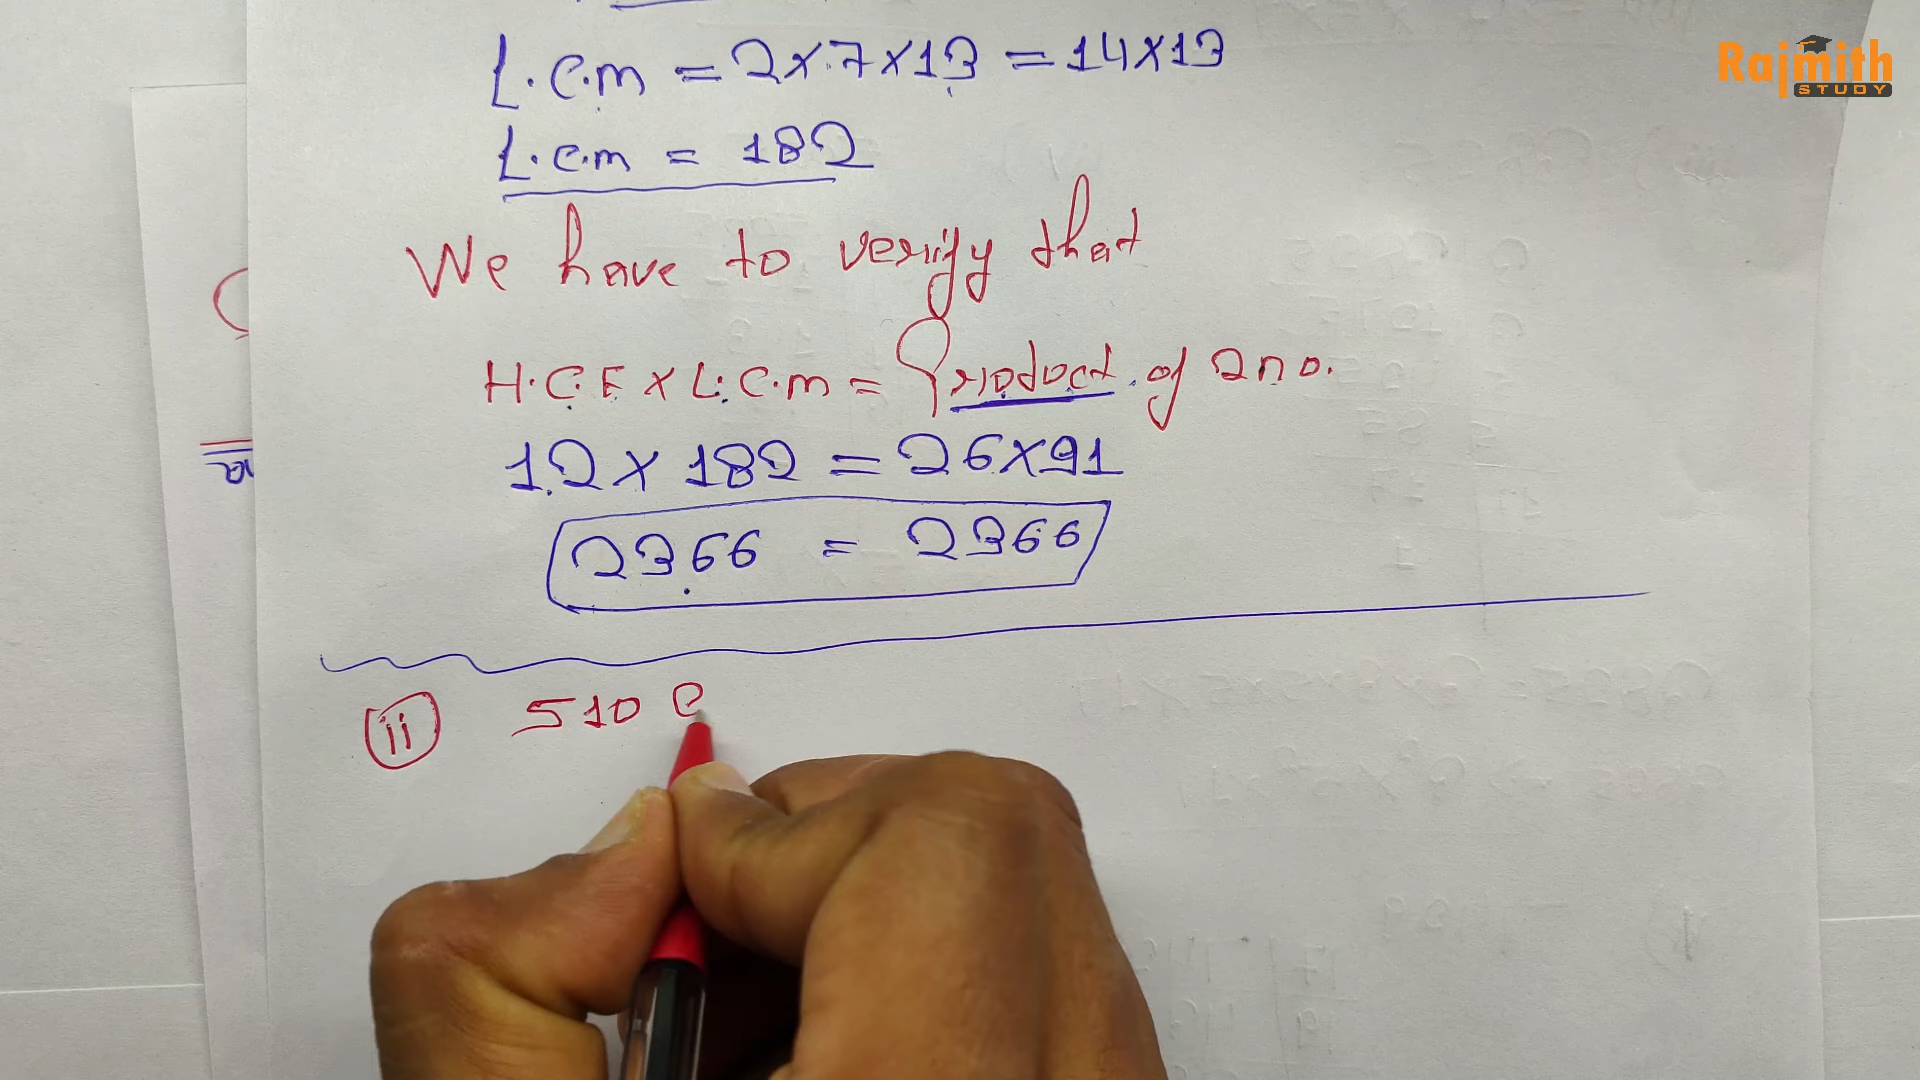 Rajmith
STUDY
L.C.M = 2×7×13 = 14×13
L.C.M = 182
We have to verify that
H.C.F × L.C.M = Product of 2 no.
12 × 182 = 26×91
2366 = 2366
(ii) 510